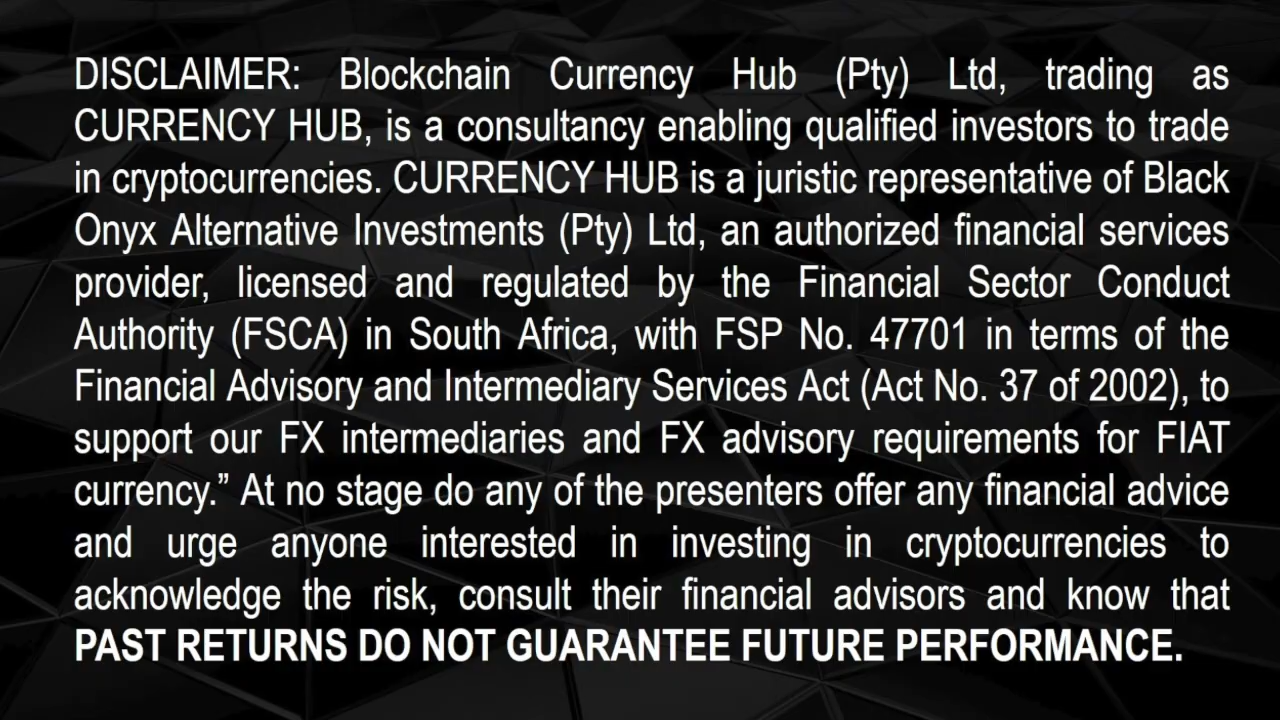 DISCLAIMER: Blockchain Currency Hub (Pty) Ltd, trading as
CURRENCY HUB, is a consultancy enabling qualified investors to trade
in cryptocurrencies. CURRENCY HUB is a juristic representative of Black
Onyx Alternative Investments (Pty) Ltd, an authorized financial services
provider, licensed and regulated by the Financial Sector Conduct
Authority (FSCA) in South Africa, with FSP No. 47701 in terms of the
Financial Advisory and Intermediary Services Act (Act No. 37 of 2002), to
support our FX intermediaries and FX advisory requirements for FIAT
currency.” At no stage do any of the presenters offer any financial advice
and urge anyone interested in investing in cryptocurrencies to
acknowledge the risk, consult their financial advisors and know that
PAST RETURNS DO NOT GUARANTEE FUTURE PERFORMANCE.